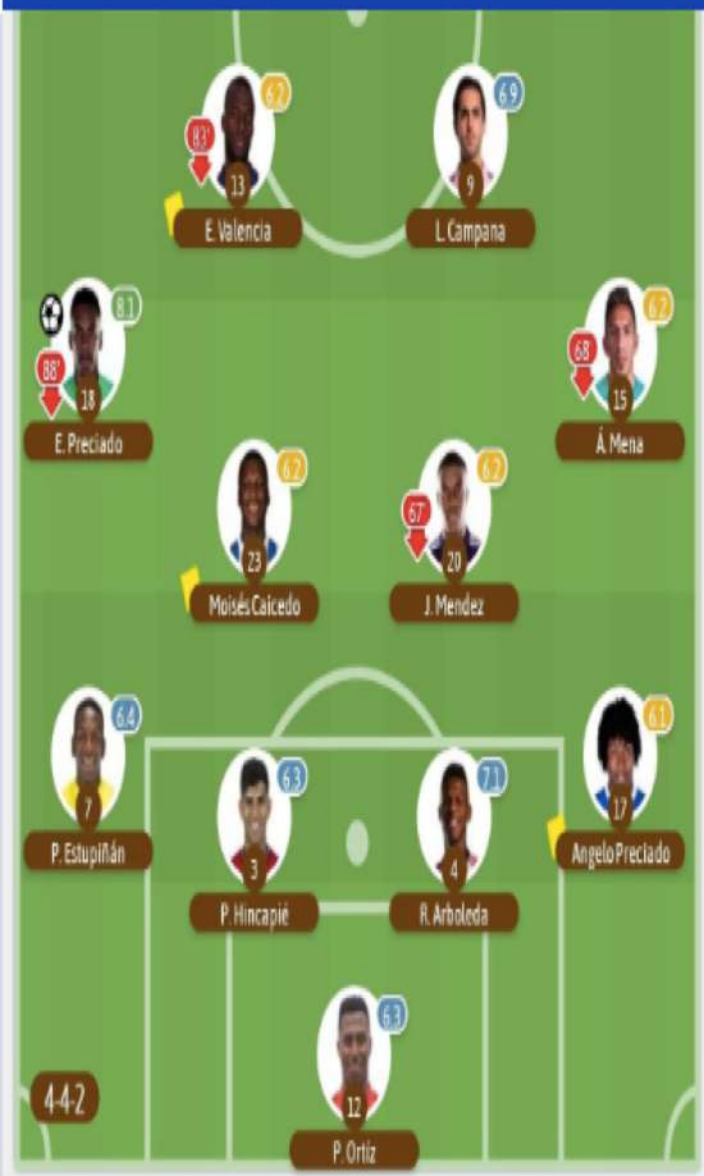 6.2
6.9
83'
13
9
E. Valencia
L. Campana
8.1
6.2
88'
68'
18
15
E. Preciado
Á. Mena
6.2
6.2
67'
23
20
Moisés Caicedo
J. Mendez
6.4
6.1
6.3
7.1
7
17
P. Estupiñán
Angelo Preciado
3
4
P. Hincapié
R. Arboleda
6.3
4-4-2
12
P. Ortíz